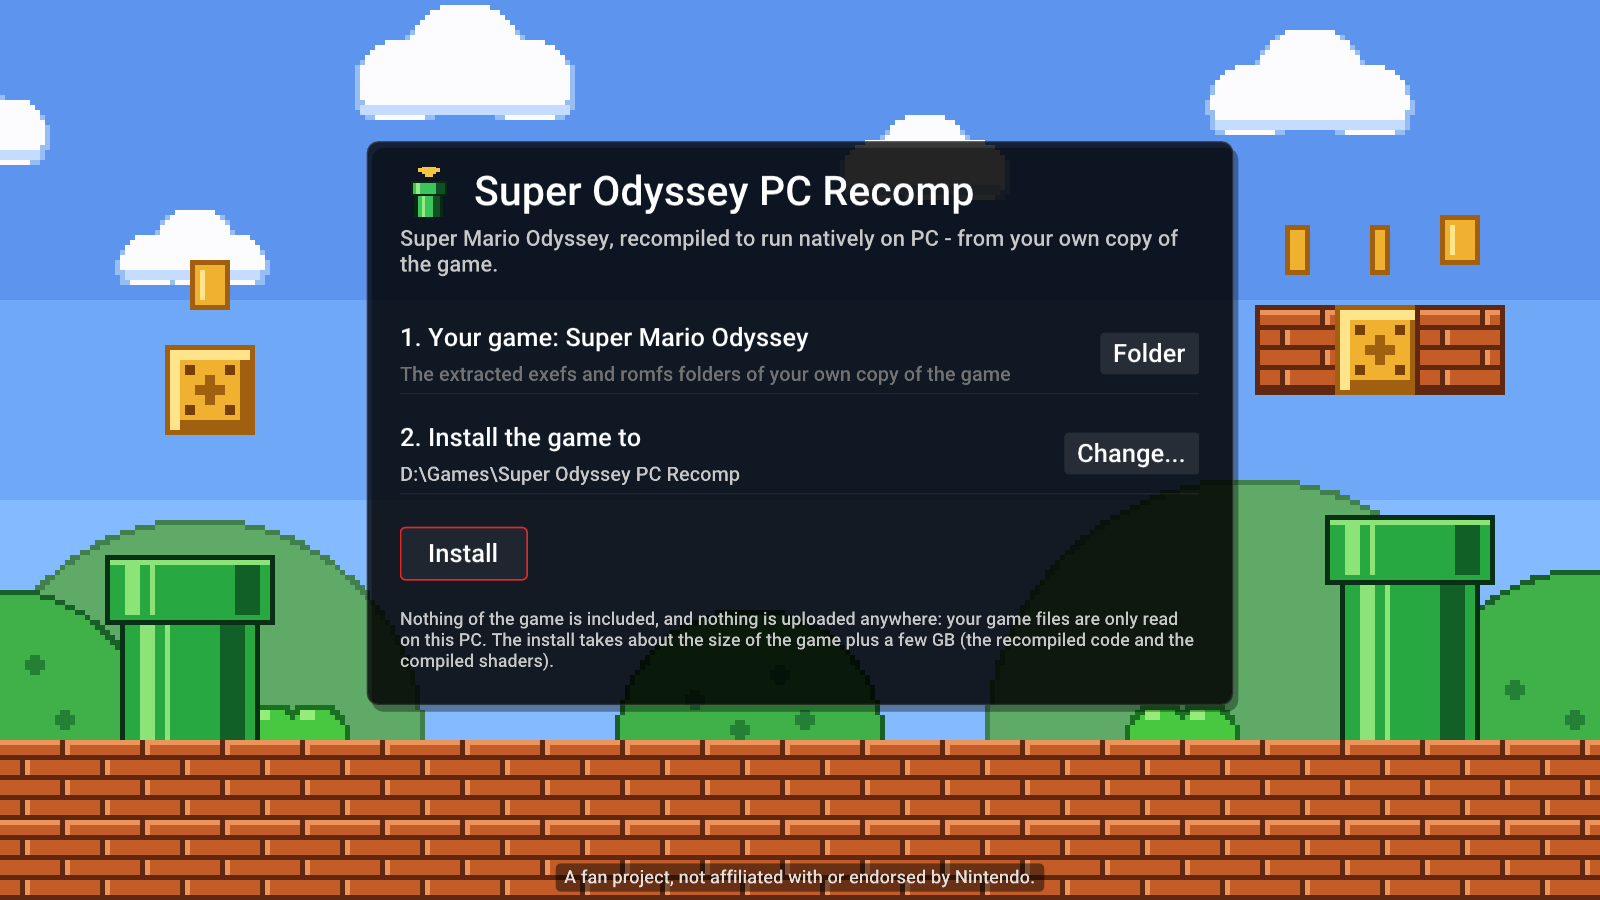 Super Odyssey PC Recomp
Super Mario Odyssey, recompiled to run natively on PC - from your own copy of
the game.
1. Your game: Super Mario Odyssey
Folder
The extracted exefs and romfs folders of your own copy of the game
2. Install the game to
Change...
D:\Games\Super Odyssey PC Recomp
Install
Nothing of the game is included, and nothing is uploaded anywhere: your game files are only read
on this PC. The install takes about the size of the game plus a few GB (the recompiled code and the
compiled shaders).
A fan project, not affiliated with or endorsed by Nintendo.